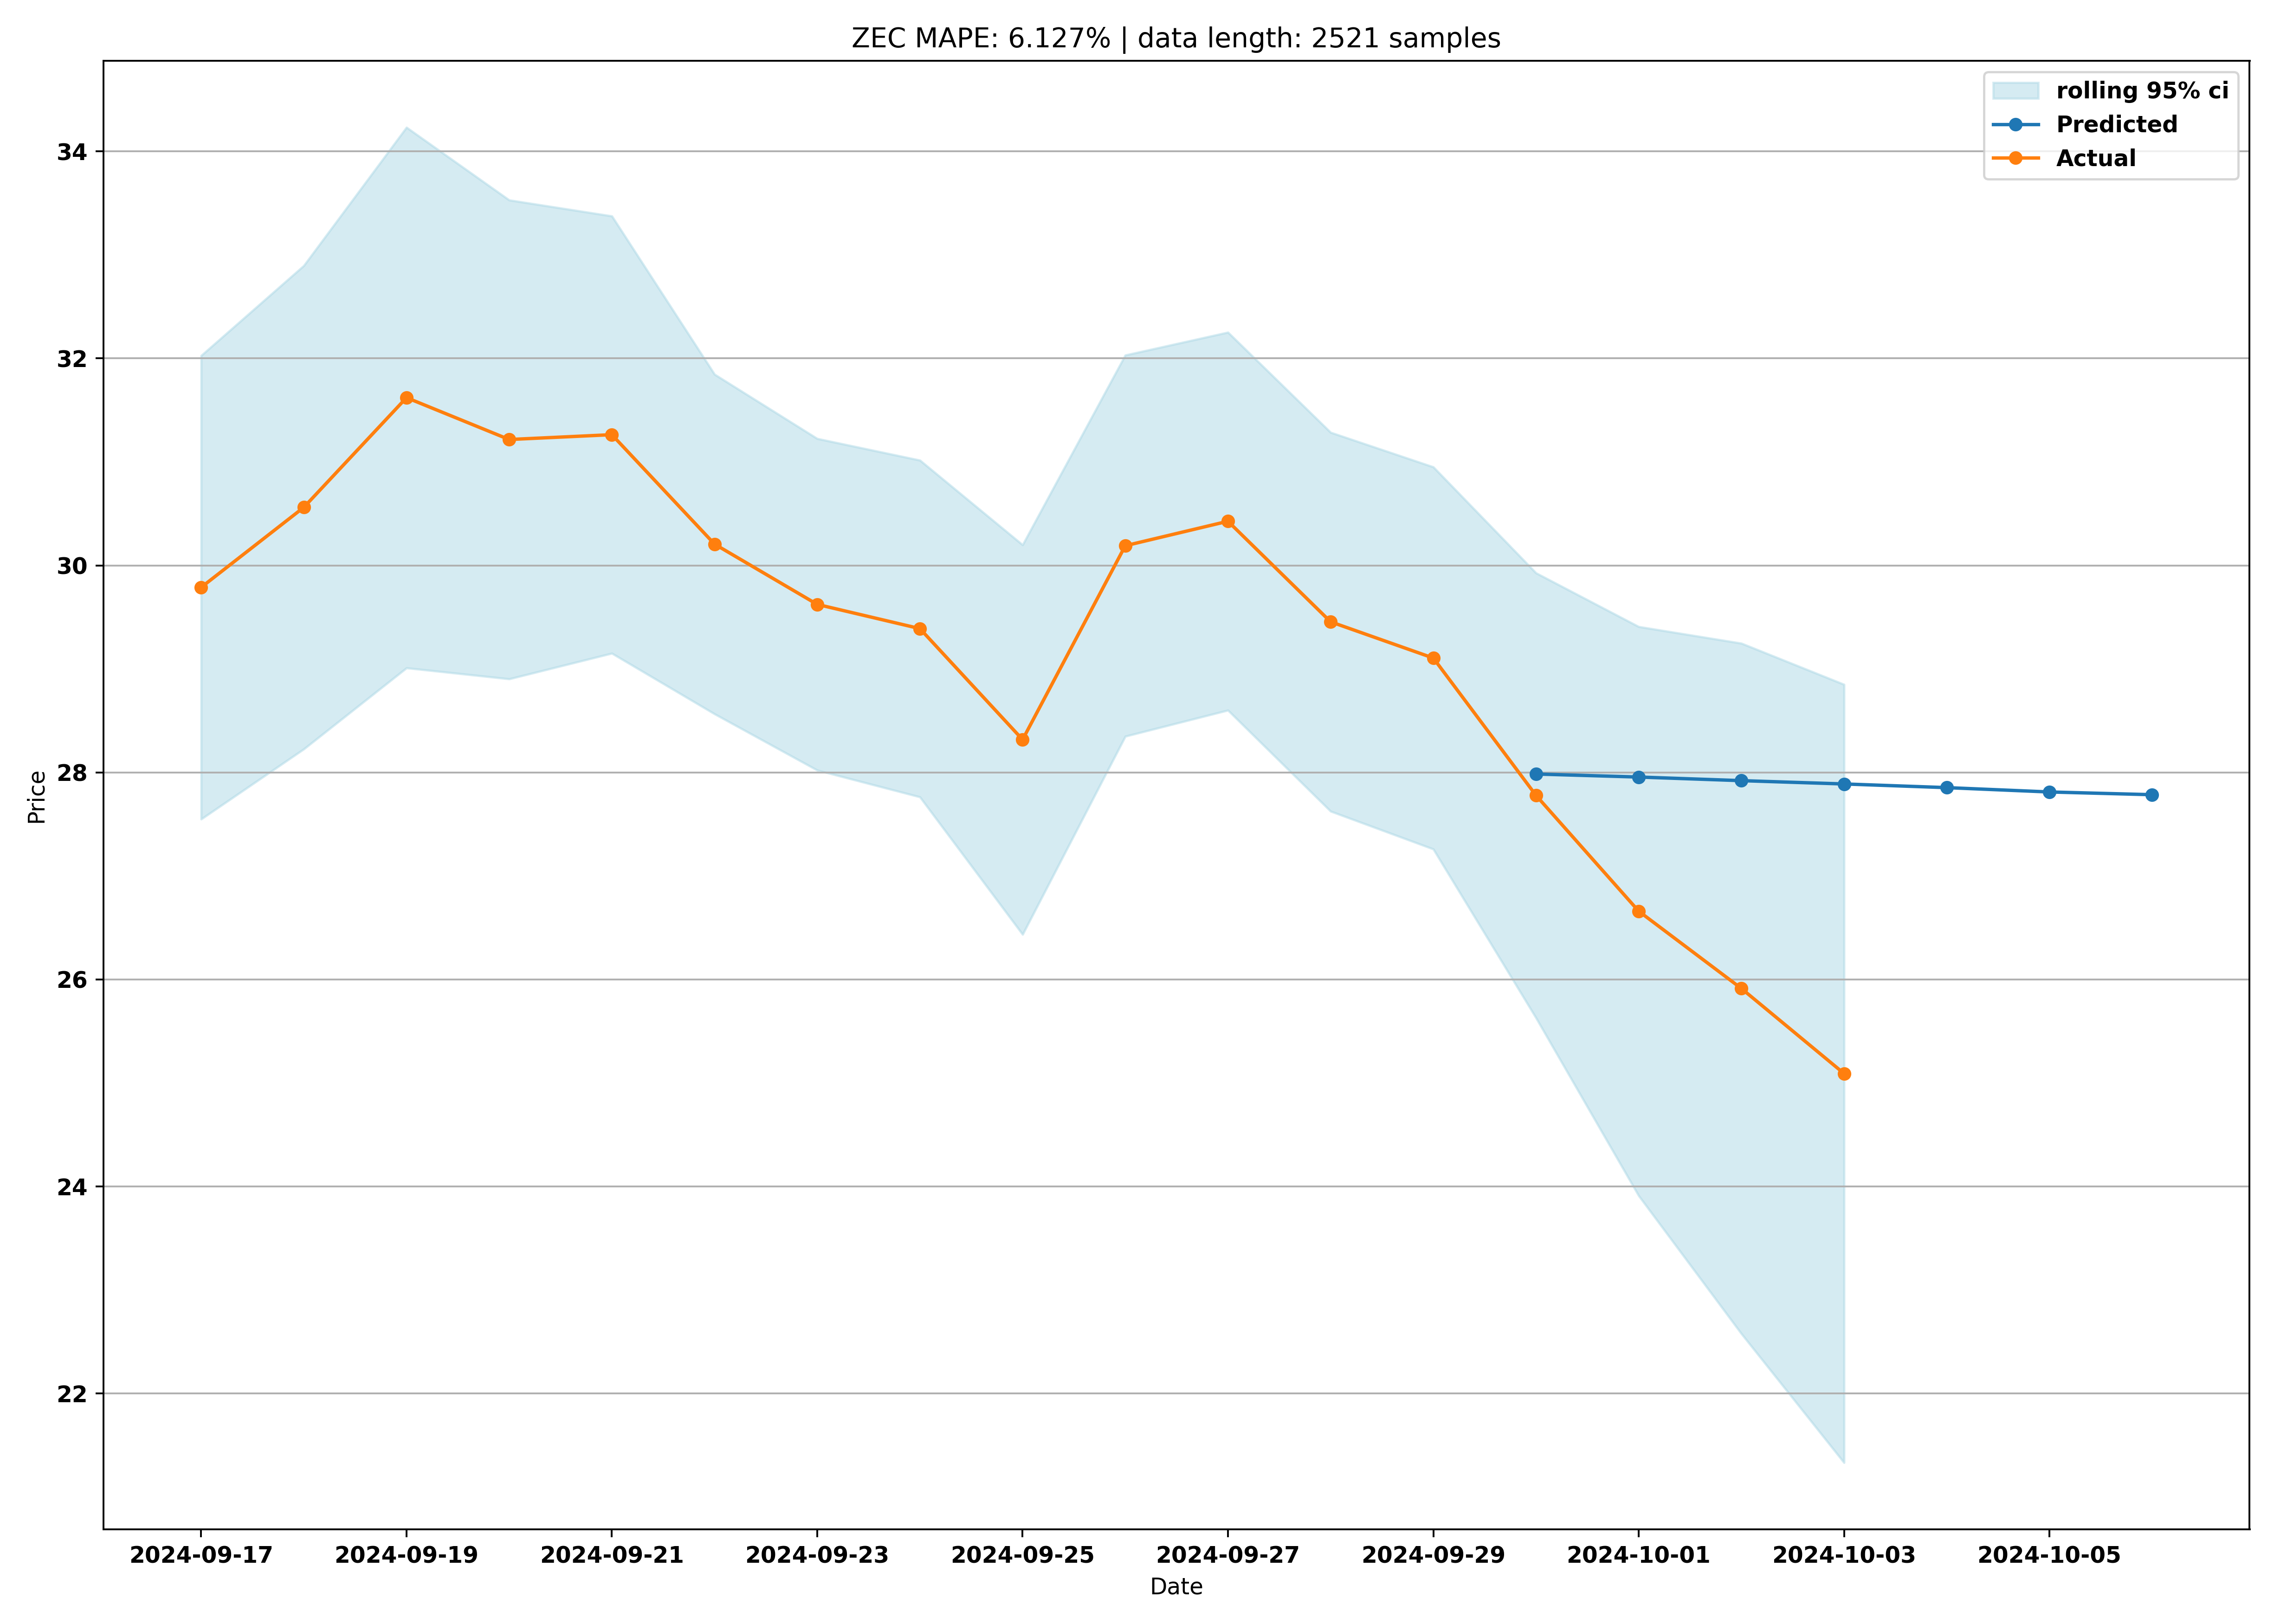 ZEC MAPE: 6.127% | data length: 2521 samples
rolling 95% ci
Predicted
Actual
34
32
30
28
26
24
22
Price
2024-09-17
2024-09-19
2024-09-21
2024-09-23
2024-09-25
2024-09-27
2024-09-29
2024-10-01
2024-10-03
2024-10-05
Date